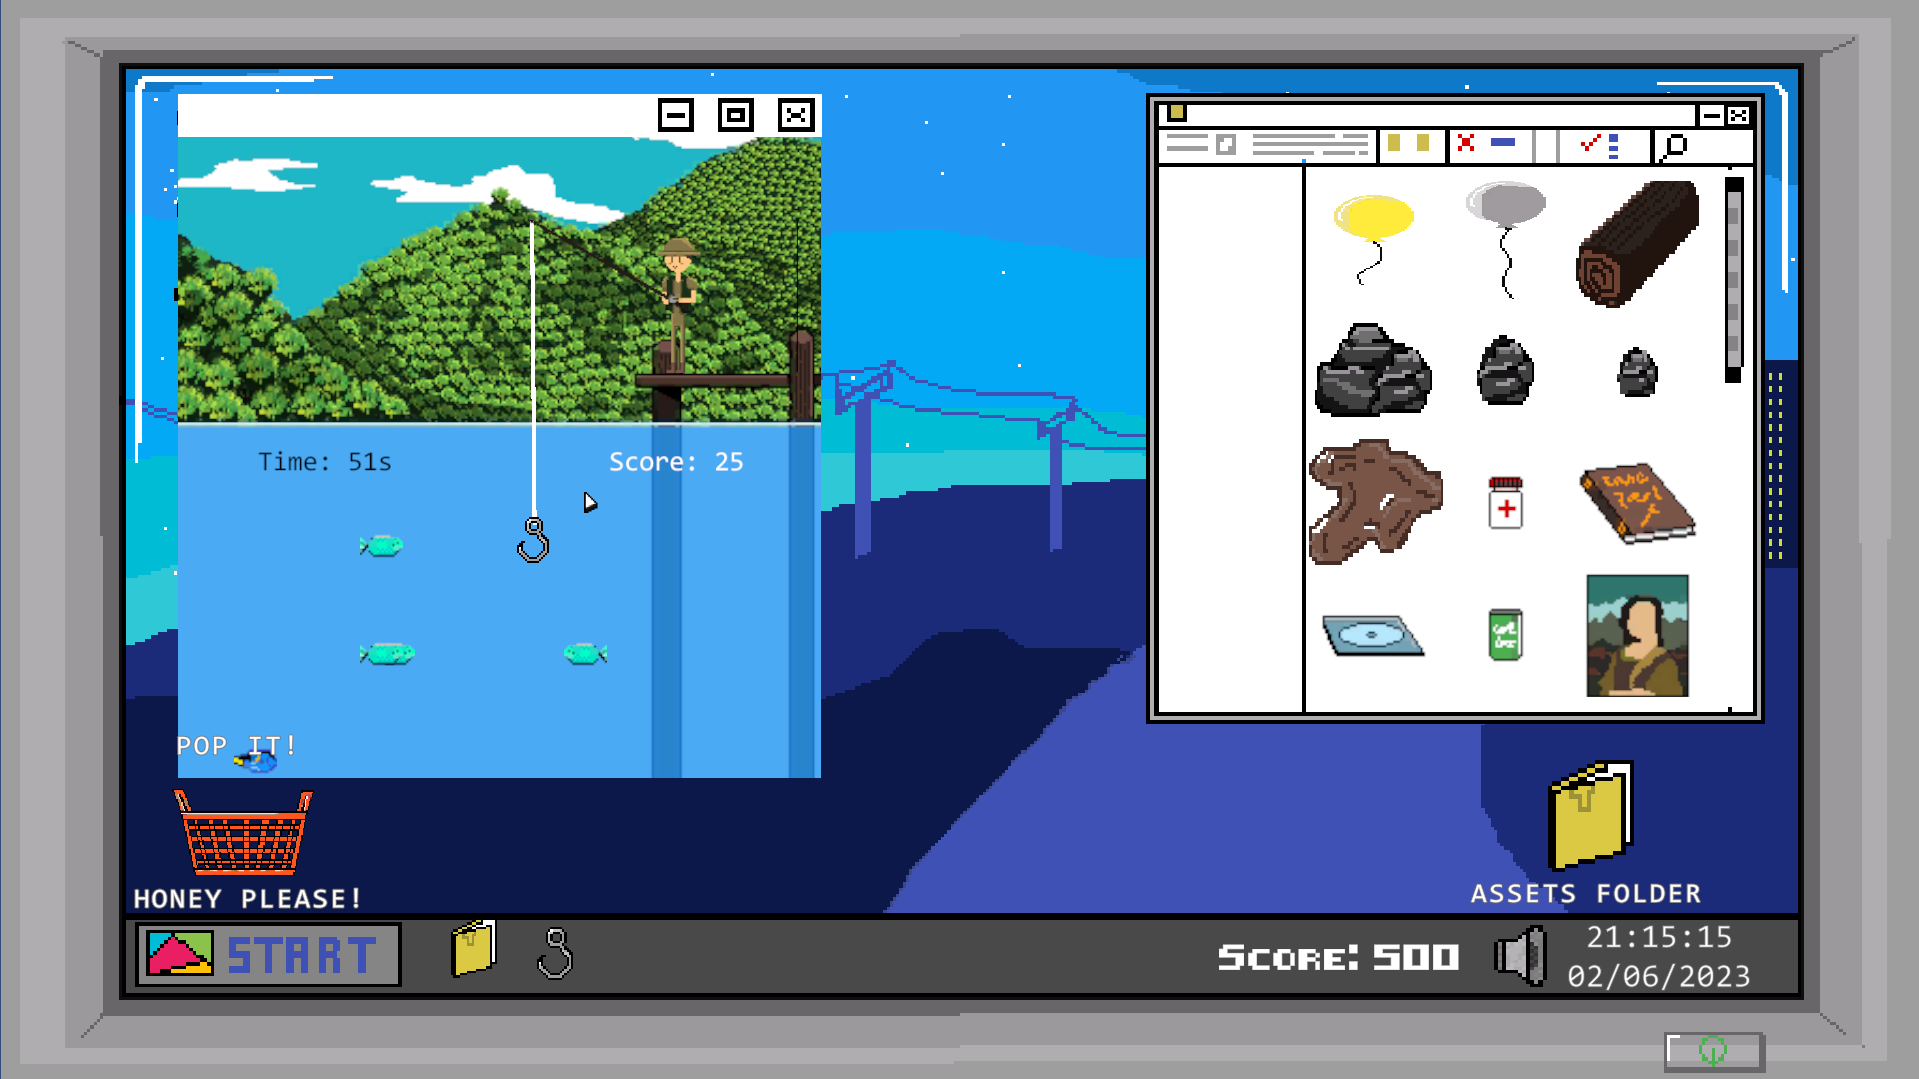 Time: 51s
Score: 25
POP IT!
HONEY PLEASE!
ASSETS FOLDER
START
SCORE: 500
21:15:15
02/06/2023